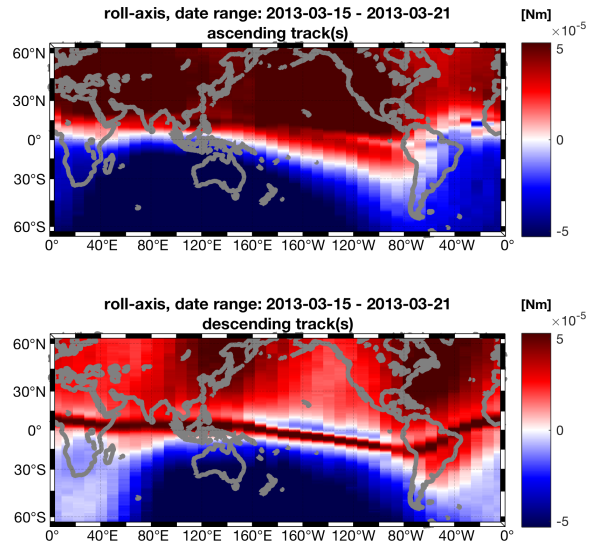 roll-axis, date range: 2013-03-15 - 2013-03-21
ascending track(s)
[Nm]
×10⁻⁵
60°N
30°N
0°
30°S
60°S
0° 40°E 80°E 120°E 160°E 160°W 120°W 80°W 40°W 0°
5
0
-5
roll-axis, date range: 2013-03-15 - 2013-03-21
descending track(s)
[Nm]
×10⁻⁵
60°N
30°N
0°
30°S
60°S
0° 40°E 80°E 120°E 160°E 160°W 120°W 80°W 40°W 0°
5
0
-5